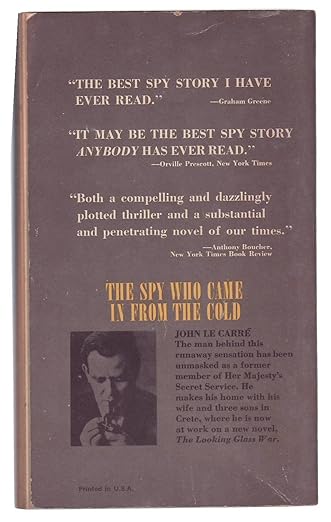 “THE BEST SPY STORY I HAVE
EVER READ.” —Graham Greene
“IT MAY BE THE BEST SPY STORY
ANYBODY HAS EVER READ.”
—Orville Prescott, New York Times
“Both a compelling and dazzlingly
plotted thriller and a substantial
and penetrating novel of our times.”
—Anthony Boucher,
New York Times Book Review
THE SPY WHO CAME
IN FROM THE COLD
JOHN LE CARRÉ
The man behind this
runaway sensation has been
unmasked as a former
member of Her Majesty’s
Secret Service. He
makes his home with his
wife and three sons in
Crete, where he is now
at work on a new novel,
The Looking Glass War.
Printed in U.S.A.